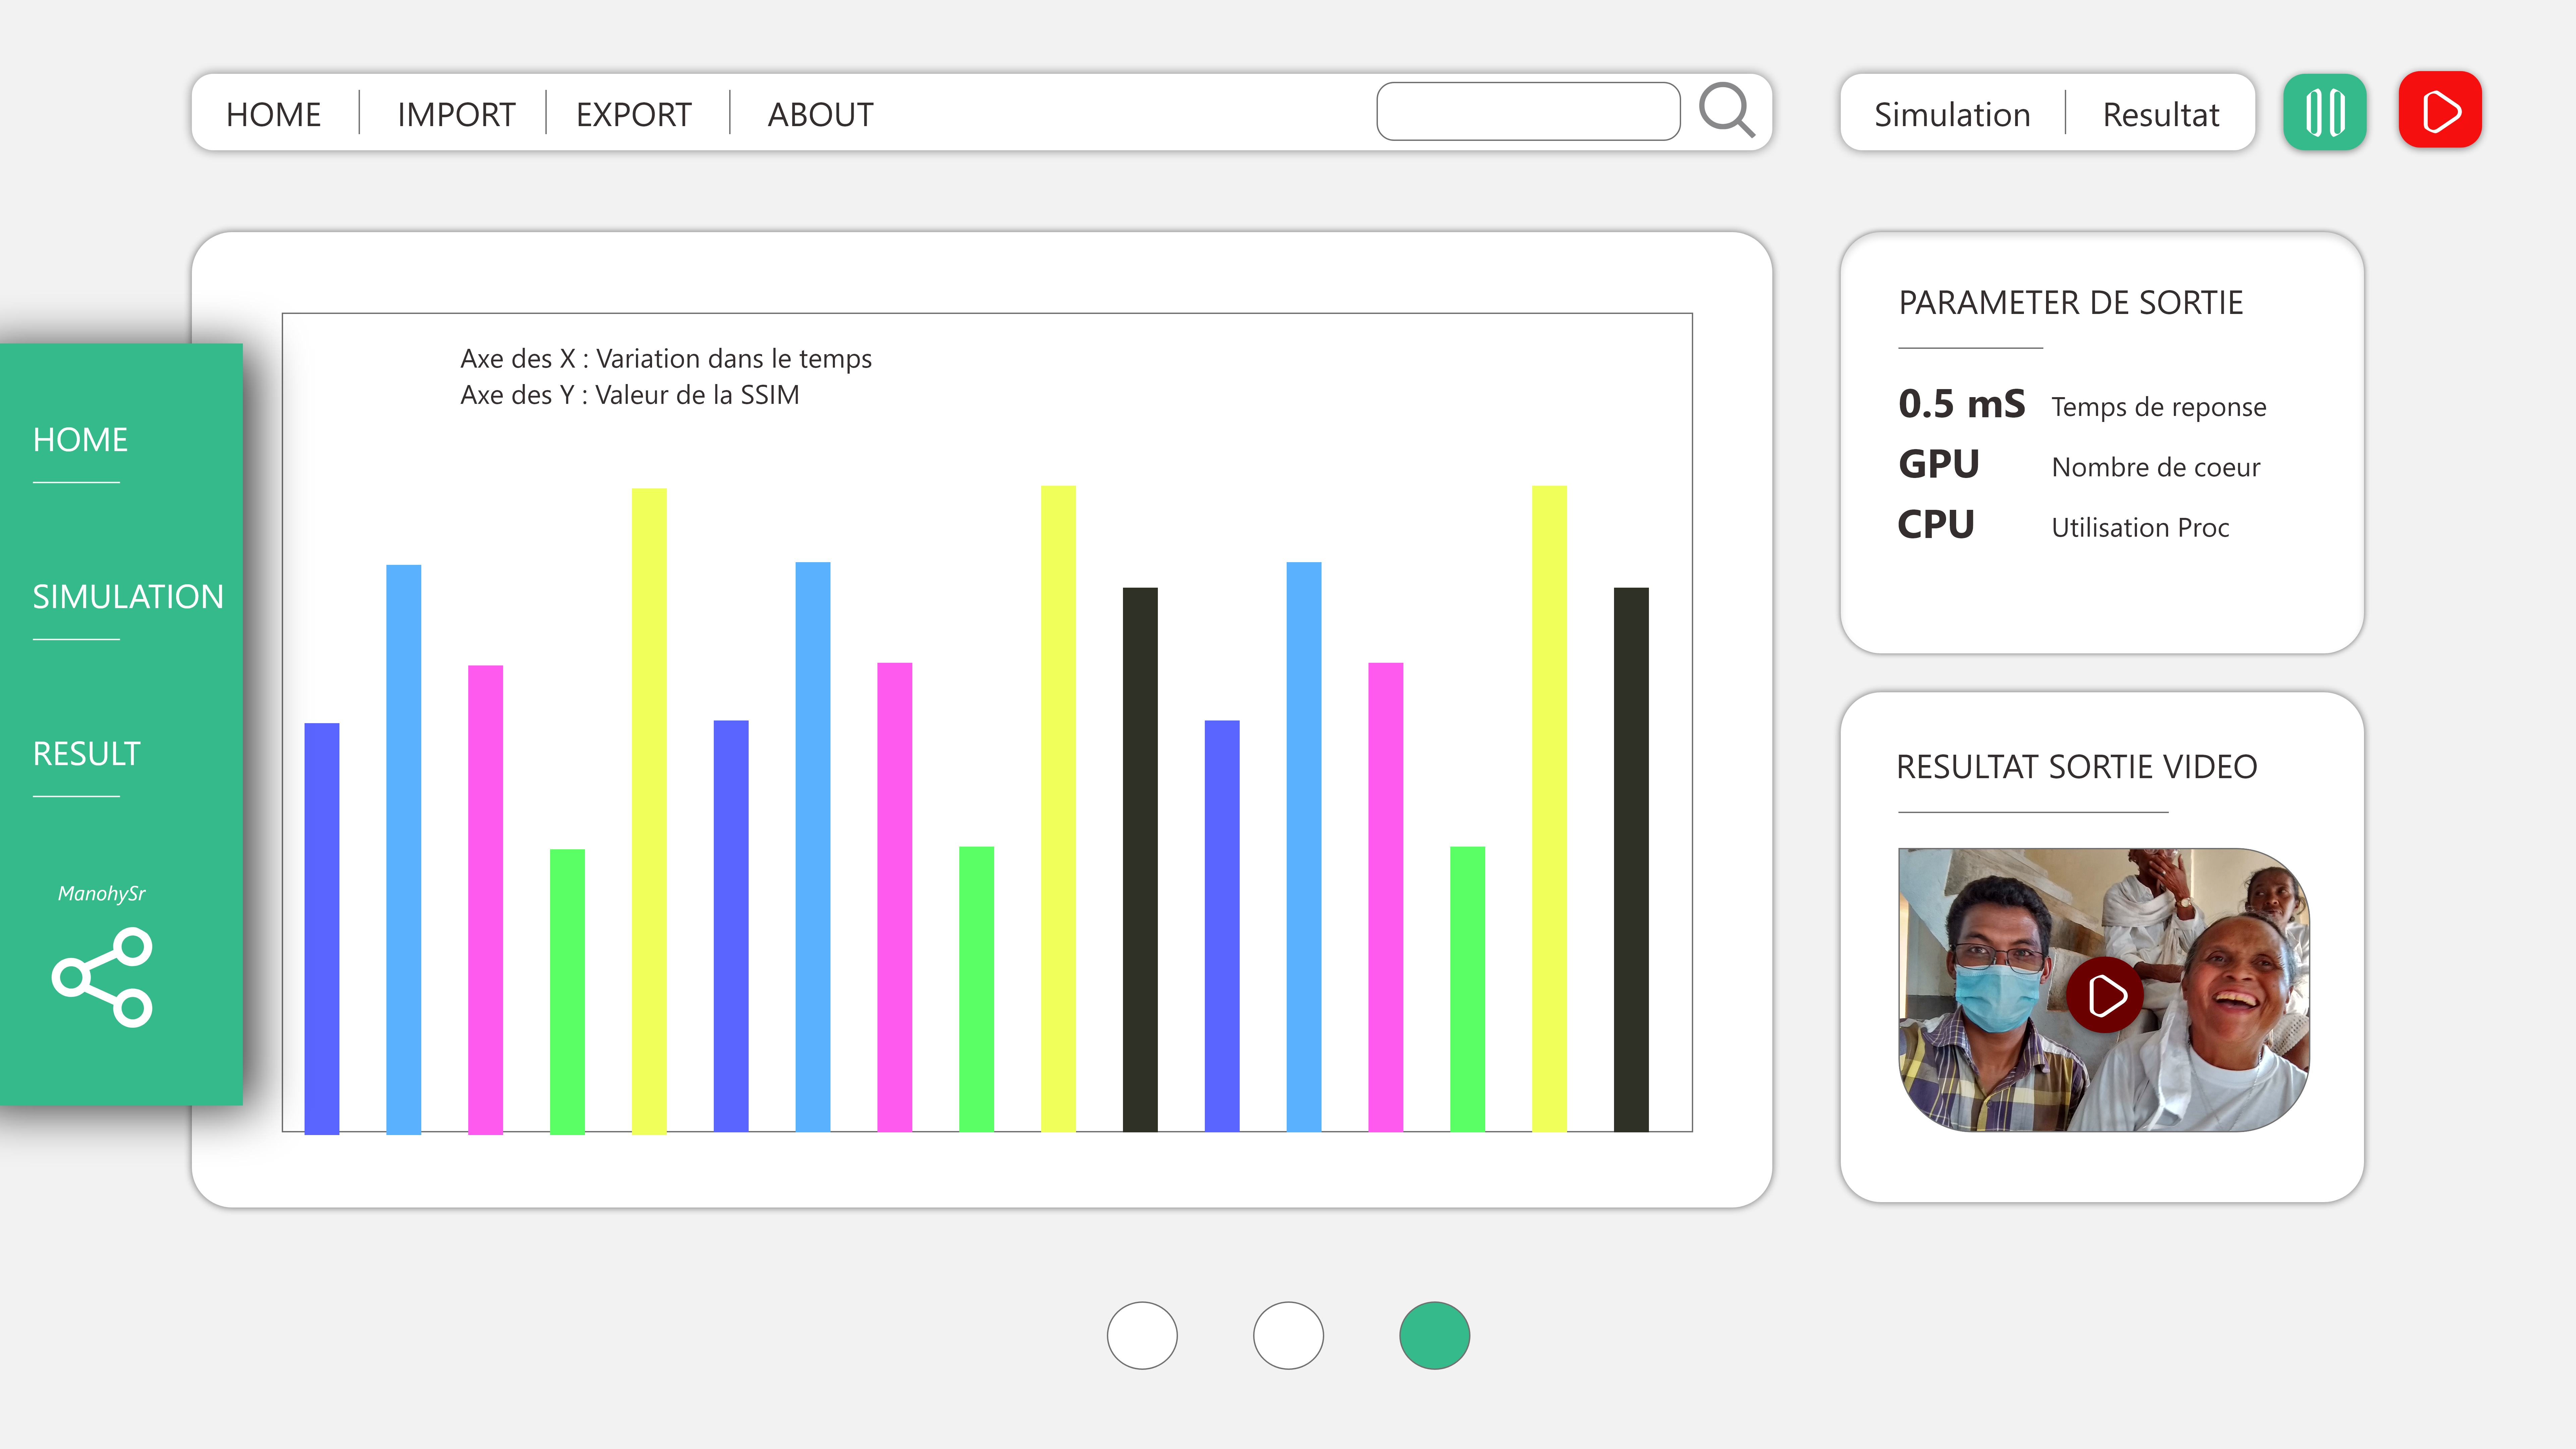 HOME
IMPORT
EXPORT
ABOUT
Simulation
Resultat
HOME
SIMULATION
RESULT
ManohySr
Axe des X : Variation dans le temps
Axe des Y : Valeur de la SSIM
PARAMETER DE SORTIE
0.5 mS Temps de reponse
GPU Nombre de coeur
CPU Utilisation Proc
RESULTAT SORTIE VIDEO